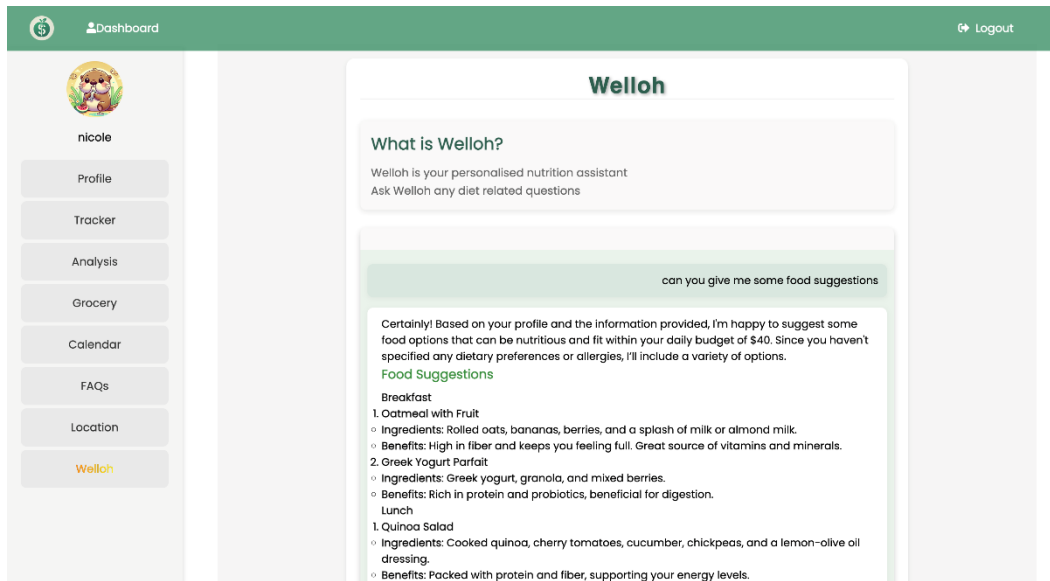 $ Dashboard Logout
nicole
Profile
Tracker
Analysis
Grocery
Calendar
FAQs
Location
Welloh
Welloh
What is Welloh?
Welloh is your personalised nutrition assistant
Ask Welloh any diet related questions
can you give me some food suggestions
Certainly! Based on your profile and the information provided, I'm happy to suggest some
food options that can be nutritious and fit within your daily budget of $40. Since you haven't
specified any dietary preferences or allergies, I'll include a variety of options.
Food Suggestions
Breakfast
1. Oatmeal with Fruit
○ Ingredients: Rolled oats, bananas, berries, and a splash of milk or almond milk.
○ Benefits: High in fiber and keeps you feeling full. Great source of vitamins and minerals.
2. Greek Yogurt Parfait
○ Ingredients: Greek yogurt, granola, and mixed berries.
○ Benefits: Rich in protein and probiotics, beneficial for digestion.
Lunch
1. Quinoa Salad
○ Ingredients: Cooked quinoa, cherry tomatoes, cucumber, chickpeas, and a lemon-olive oil
dressing.
○ Benefits: Packed with protein and fiber, supporting your energy levels.